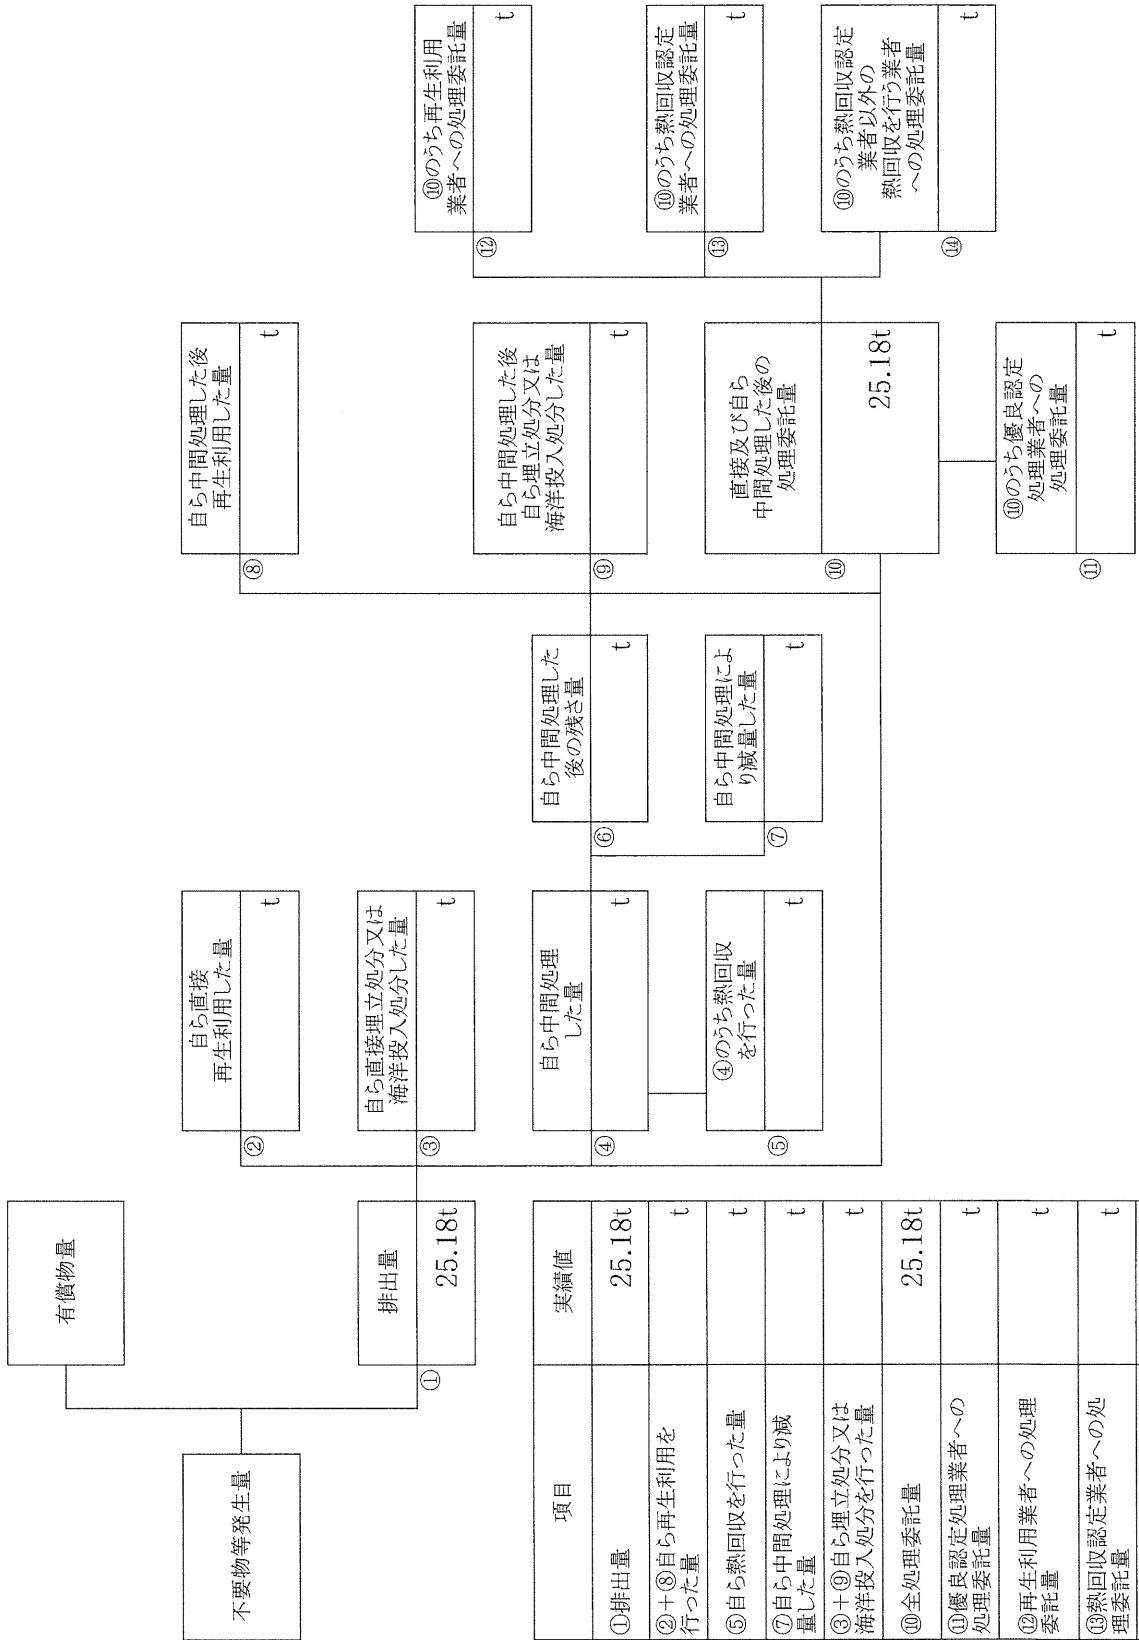 不要物等発生量
有償物量
①
排出量
25.18t
②
自ら直接
再生利用した量
t
③
自ら直接埋立処分又は
海洋投入処分した量
t
④
自ら中間処理
した量
t
⑤
④のうち熱回収
を行った量
t
⑥
自ら中間処理した
後の残さ量
t
⑦
自ら中間処理によ
り減量した量
t
⑧
自ら中間処理した後
再生利用した量
t
⑨
自ら中間処理した後
自ら埋立処分又は
海洋投入処分した量
t
⑩
直接及び自ら
中間処理した後の
処理委託量
25.18t
⑪
⑩のうち優良認定
処理業者への
処理委託量
t
⑫
⑩のうち再生利用
業者への処理委託量
t
⑬
⑩のうち熱回収認定
業者への処理委託量
t
⑭
⑩のうち熱回収認定
業者以外の
熱回収を行う業者
への処理委託量
t
項目
実績値
①排出量
25.18t
②+⑧自ら再生利用を
行った量
t
⑤自ら熱回収を行った量
t
⑦自ら中間処理により減
量した量
t
③+⑨自ら埋立処分又は
海洋投入処分を行った量
t
⑩全処理委託量
25.18t
⑪優良認定処理業者への
処理委託量
t
⑫再生利用業者への処理
委託量
t
⑬熱回収認定業者への処
理委託量
t